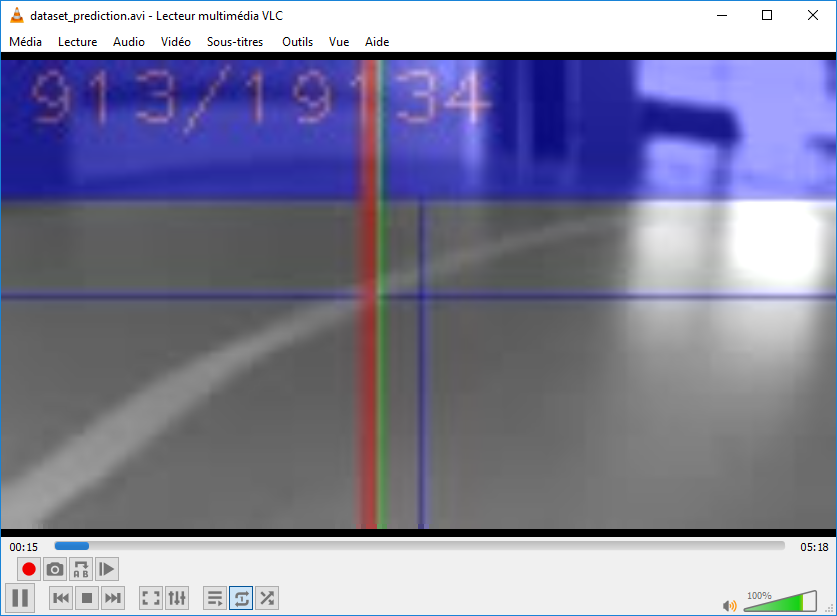 dataset_prediction.avi - Lecteur multimédia VLC
Média Lecture Audio Vidéo Sous-titres Outils Vue Aide
913/19134
00:15 05:18
A B
100%